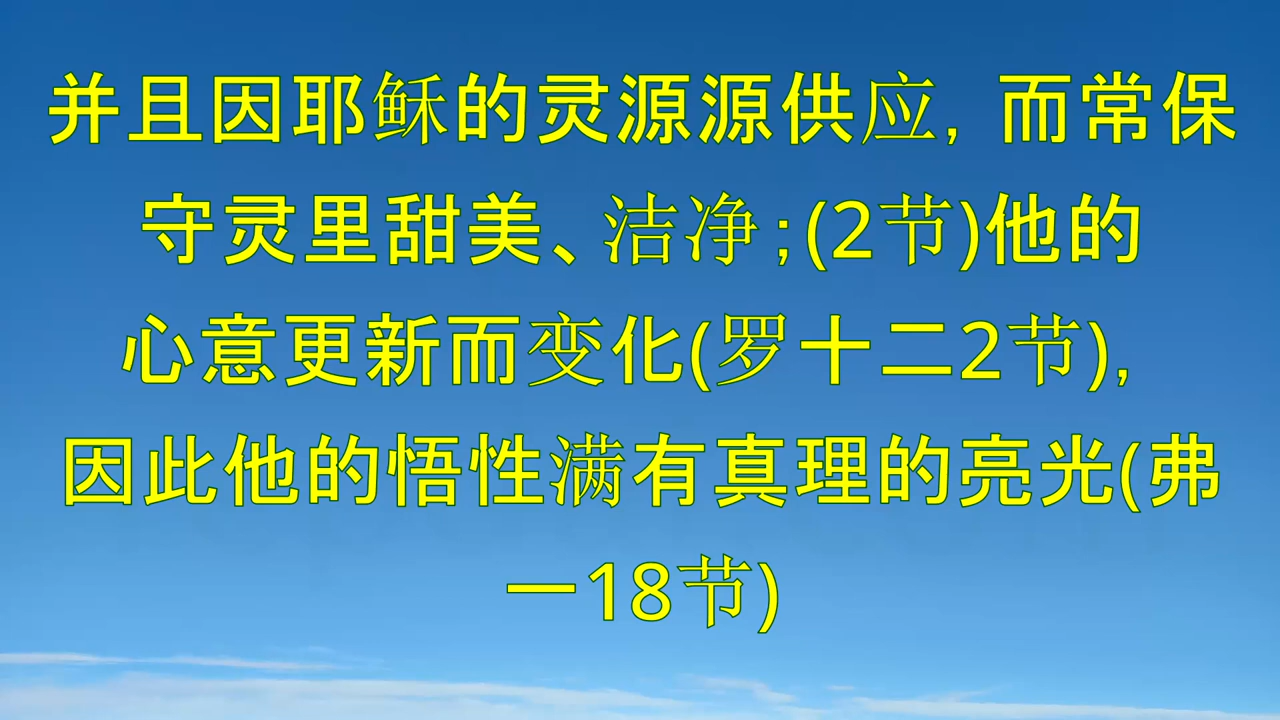 并且因耶稣的灵源源供应, 而常保
守灵里甜美、洁净;(2节)他的
心意更新而变化(罗十二2节),
因此他的悟性满有真理的亮光(弗
一18节)